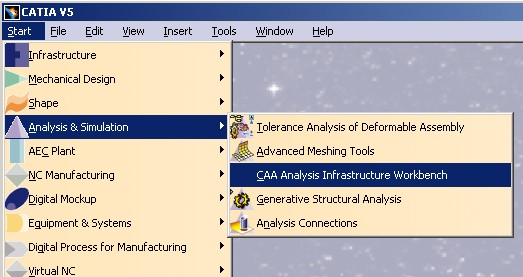 CATIA V5
Start File Edit View Insert Tools Window Help
Infrastructure
Mechanical Design
Shape
Analysis & Simulation
AEC Plant
NC Manufacturing
Digital Mockup
Equipment & Systems
Digital Process for Manufacturing
Virtual NC
Tolerance Analysis of Deformable Assembly
Advanced Meshing Tools
CAA Analysis Infrastructure Workbench
Generative Structural Analysis
Analysis Connections